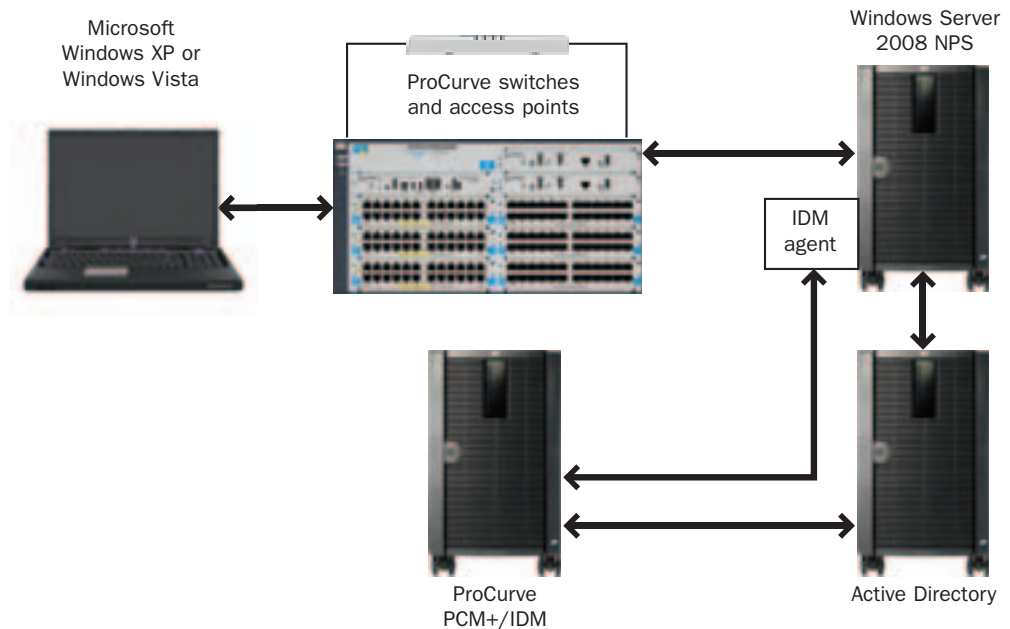 Microsoft
Windows XP or
Windows Vista
ProCurve switches
and access points
Windows Server
2008 NPS
IDM
agent
ProCurve
PCM+/IDM
Active Directory